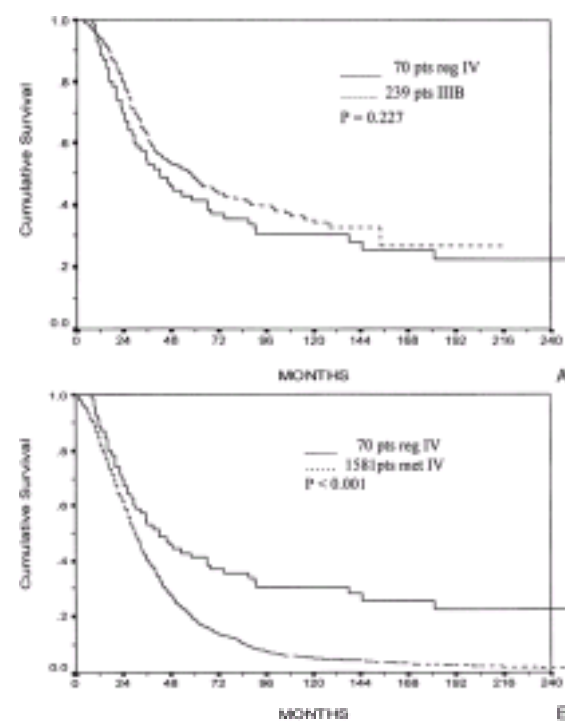 1.0
.8
.6
.4
.2
0.0
Cumulative Survival
70 pts reg IV
239 pts IIIB
P = 0.227
0 24 48 72 96 120 144 168 192 216 240
MONTHS
A
1.0
.8
.6
.4
.2
0.0
Cumulative Survival
70 pts reg IV
1581pts met IV
P < 0.001
0 24 48 72 96 120 144 168 192 216 240
MONTHS